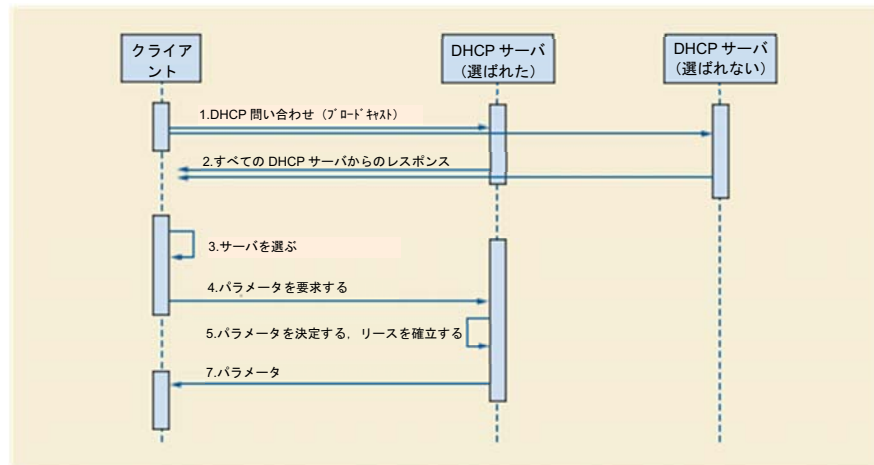 クライア
ント
DHCP サーバ
（選ばれた）
DHCP サーバ
（選ばれない）
1.DHCP 問い合わせ（ﾌﾞﾛｰﾄﾞｷｬｽﾄ）
2.すべての DHCP サーバからのレスポンス
3.サーバを選ぶ
4.パラメータを要求する
5.パラメータを決定する，リースを確立する
7.パラメータ